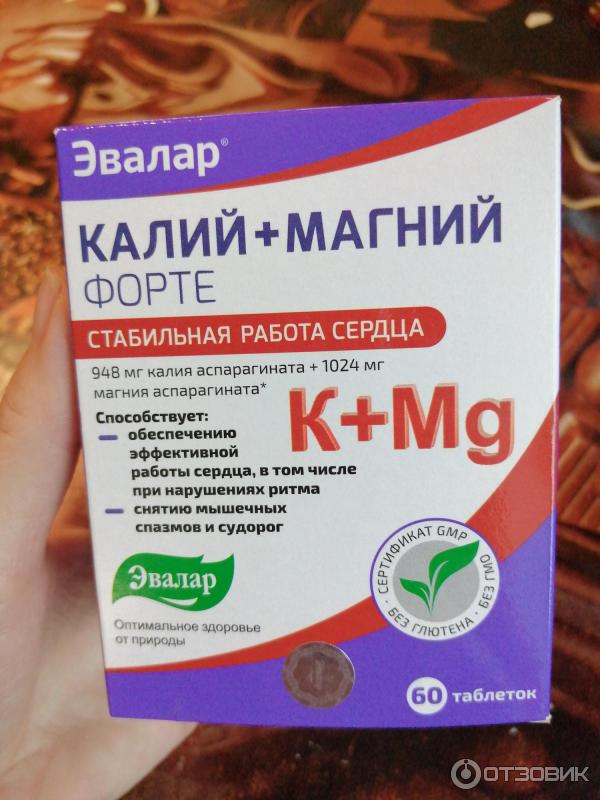 Эвалар®
КАЛИЙ+МАГНИЙ
ФОРТЕ
СТАБИЛЬНАЯ РАБОТА СЕРДЦА
948 мг калия аспарагината + 1024 мг
магния аспарагината*
K+Mg
Способствует:
обеспечению
эффективной
работы сердца, в том числе
при нарушениях ритма
снятию мышечных
спазмов и судорог
Эвалар
Оптимальное здоровье
от природы
СЕРТИФИКАТ GMP · БЕЗ ГМО · БЕЗ ГЛЮТЕНА ·
60 таблеток
ОТЗОВИК